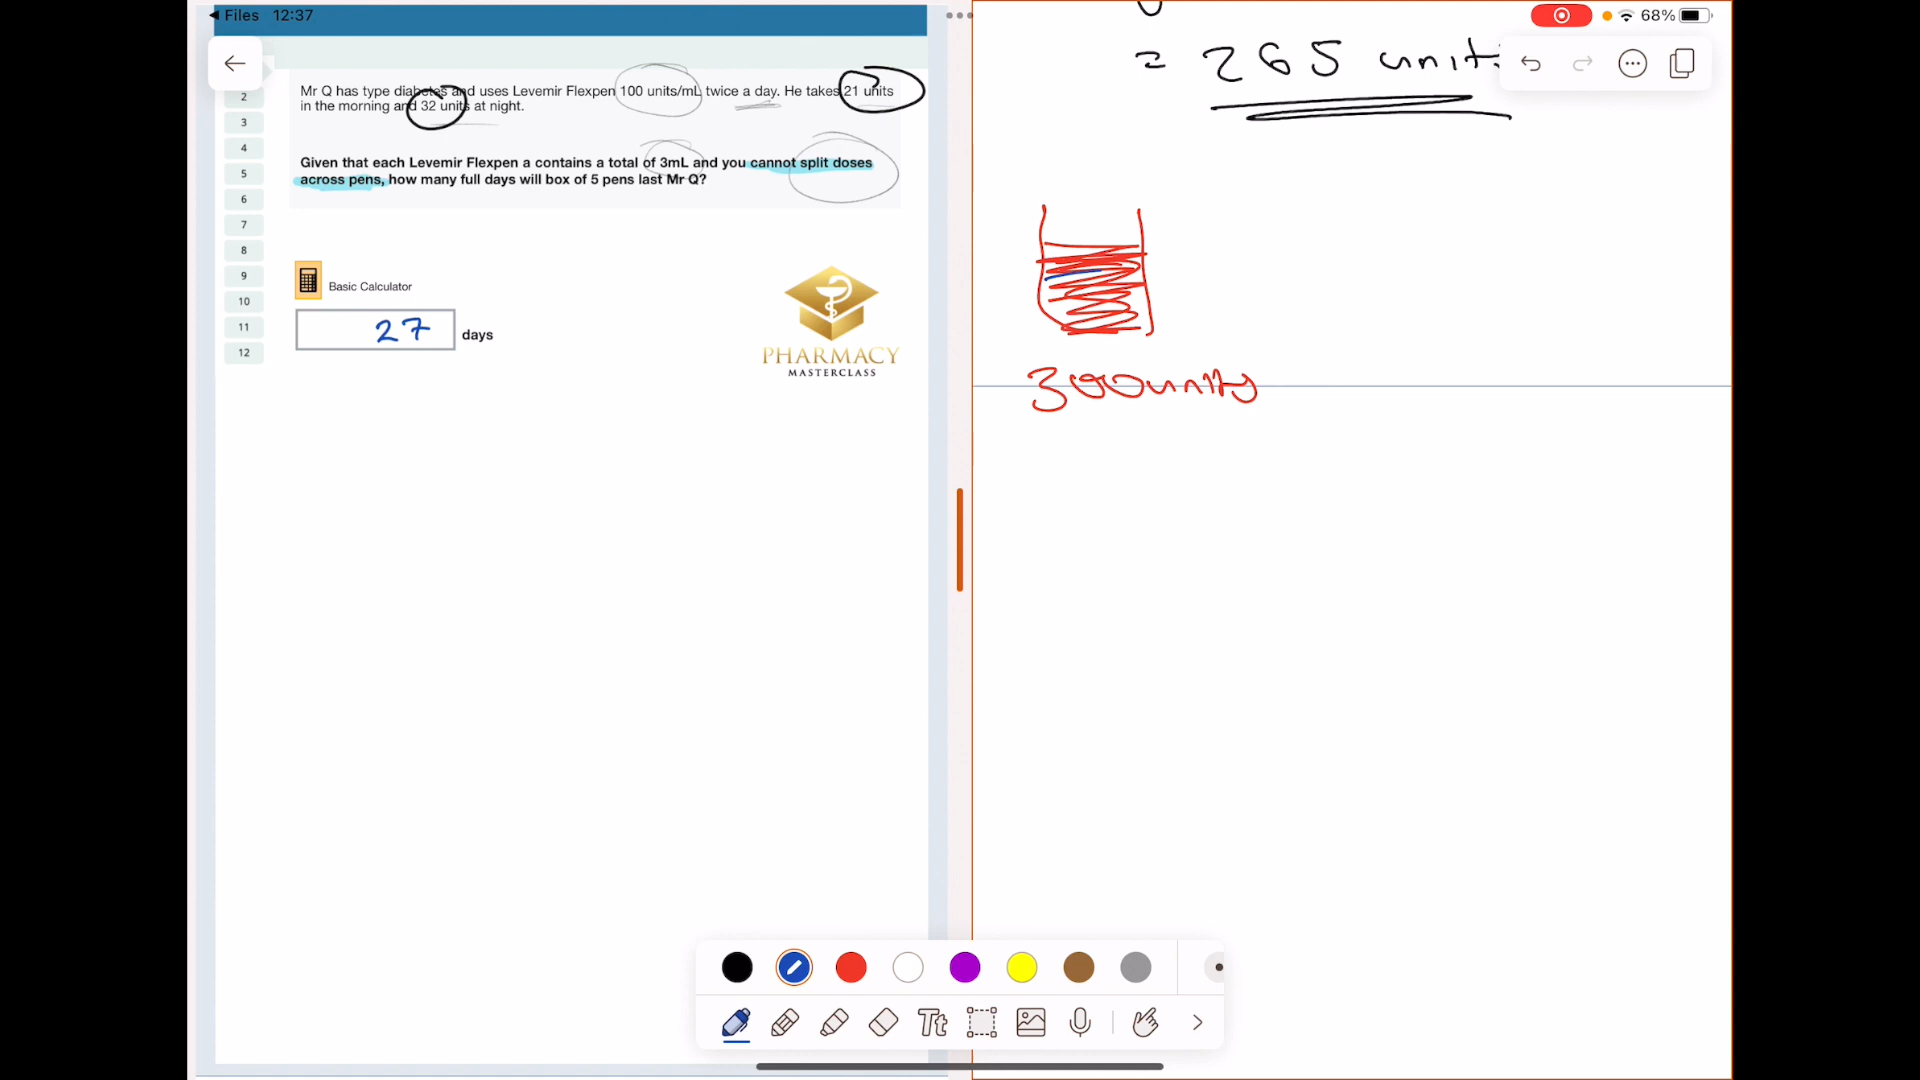 Files 12:37
68%
= 265 units
2
3
4
5
6
7
8
9
10
11
12
Mr Q has type diabetes and uses Levemir Flexpen 100 units/mL twice a day. He takes 21 units
in the morning and 32 units at night.
Given that each Levemir Flexpen a contains a total of 3mL and you cannot split doses
across pens, how many full days will box of 5 pens last Mr Q?
Basic Calculator
27 days
PHARMACY
MASTERCLASS
300units
Tt